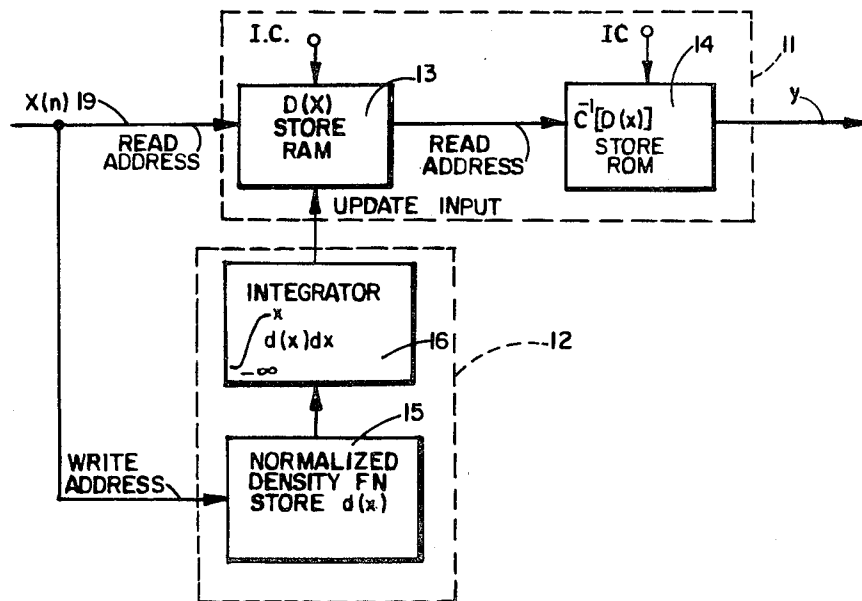 I.C.
IC
13
14
11
X(n) 19
D(X)
STORE
RAM
C⁻¹[D(x)]
STORE
ROM
y
READ
ADDRESS
READ
ADDRESS
UPDATE INPUT
INTEGRATOR
∫ x
d(x)dx
-∞
16
12
15
WRITE
ADDRESS
NORMALIZED
DENSITY FN
STORE d(x)